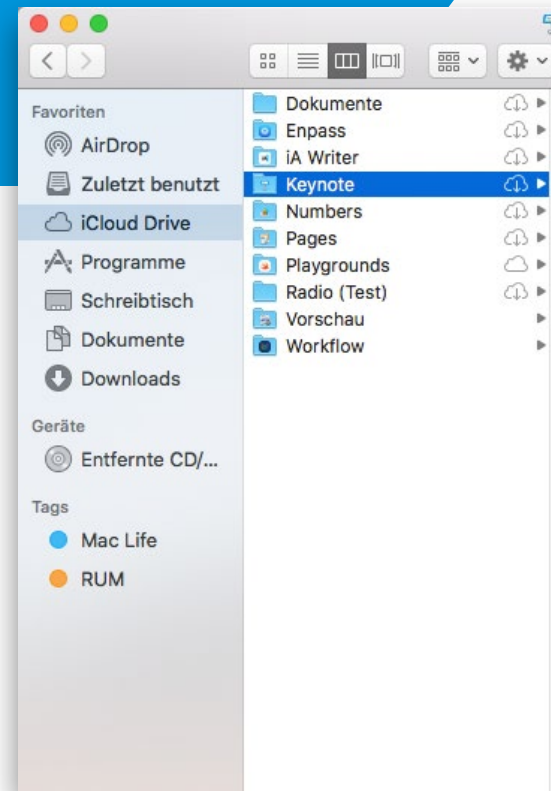 Favoriten
AirDrop
Zuletzt benutzt
iCloud Drive
Programme
Schreibtisch
Dokumente
Downloads
Geräte
Entfernte CD/...
Tags
Mac Life
RUM
Dokumente
Enpass
iA Writer
Keynote
Numbers
Pages
Playgrounds
Radio (Test)
Vorschau
Workflow